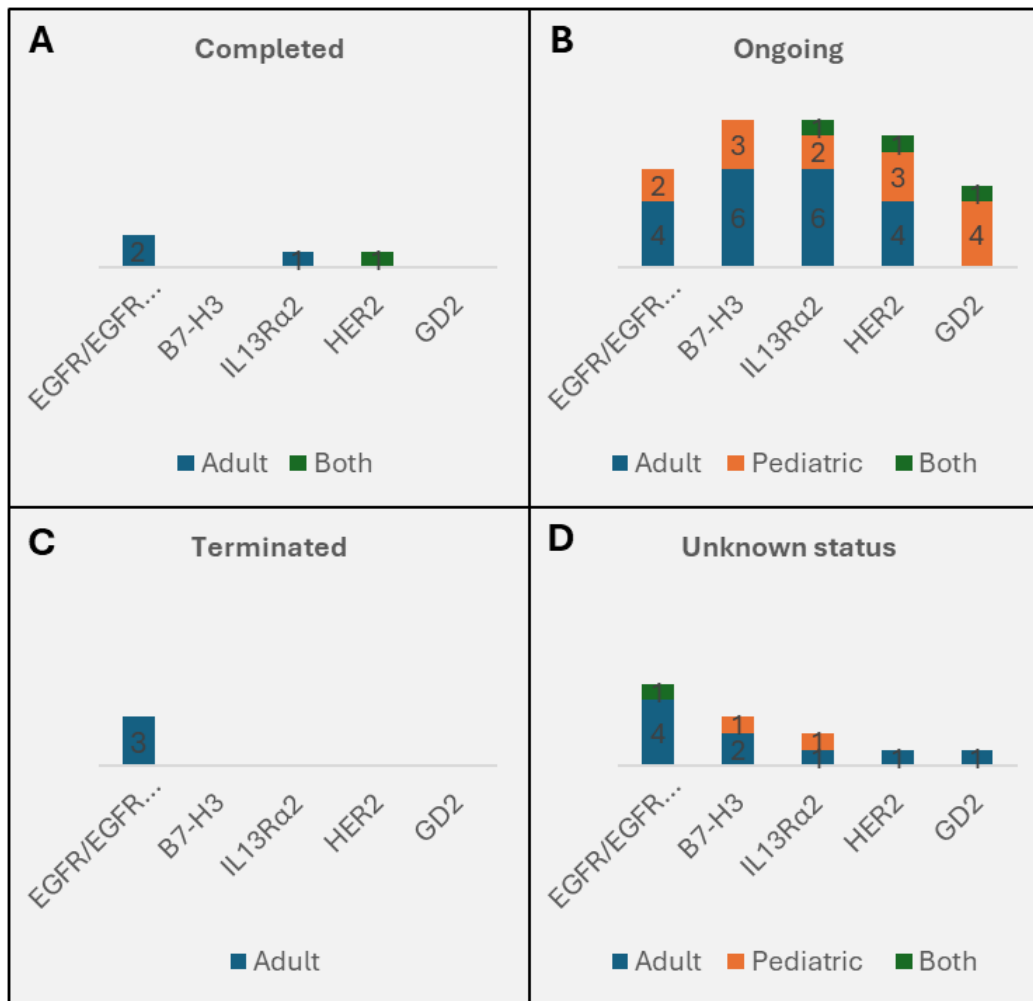 A
Completed
2
1
1
EGFR/EGFR...
B7-H3
IL13Rα2
HER2
GD2
Adult Both
B
Ongoing
3
1
2
1
2
3
1
4
6
6
4
4
EGFR/EGFR...
B7-H3
IL13Rα2
HER2
GD2
Adult Pediatric Both
C
Terminated
3
EGFR/EGFR...
B7-H3
IL13Rα2
HER2
GD2
Adult
D
Unknown status
1
4
1
2
1
1
1
1
EGFR/EGFR...
B7-H3
IL13Rα2
HER2
GD2
Adult Pediatric Both